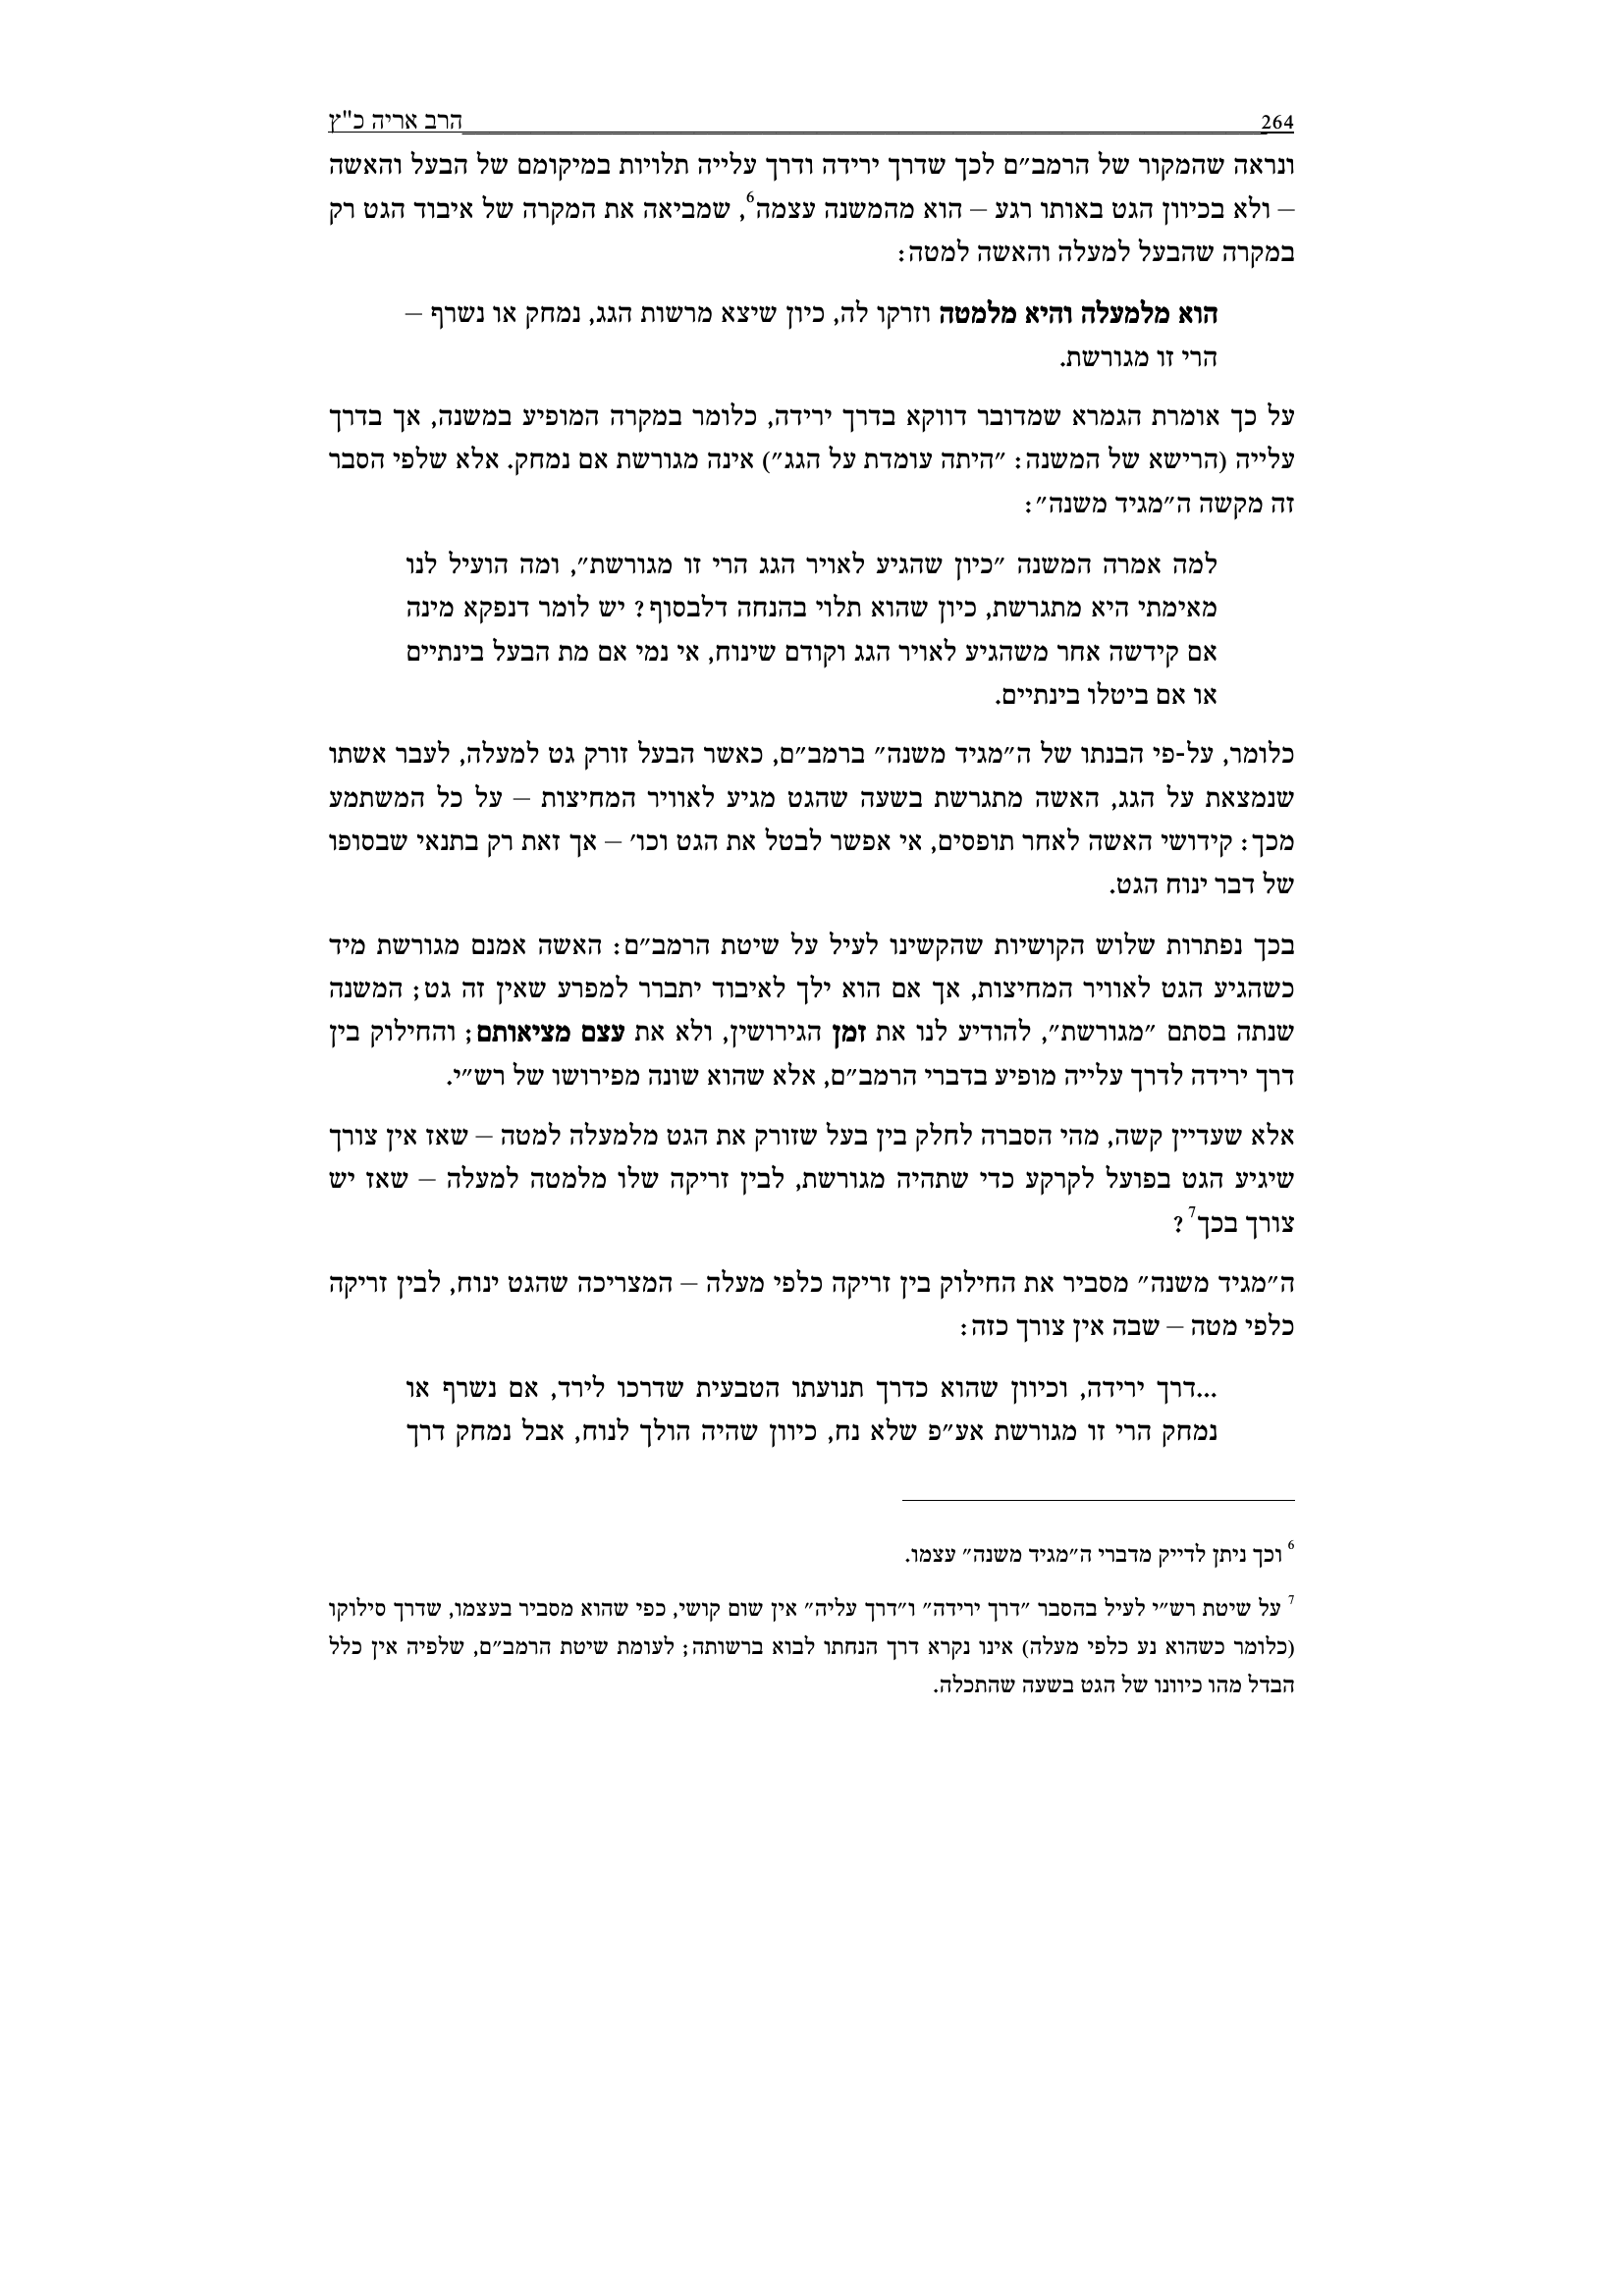 264 הרב אריה כ"ץ
ונראה שהמקור של הרמב״ם לכך שדרך ירידה ודרך עלייה תלויות במיקומם של הבעל והאשה
– ולא בכיוון הגט באותו רגע – הוא מהמשנה עצמה6, שמביאה את המקרה של איבוד הגט רק
במקרה שהבעל למעלה והאשה למטה:
הוא מלמעלה והיא מלמטה וזרקו לה, כיון שיצא מרשות הגג, נמחק או נשרף –
הרי זו מגורשת.
על כך אומרת הגמרא שמדובר דווקא בדרך ירידה, כלומר במקרה המופיע במשנה, אך בדרך
עלייה (הרישא של המשנה: ״היתה עומדת על הגג״) אינה מגורשת אם נמחק. אלא שלפי הסבר
זה מקשה ה״מגיד משנה״:
למה אמרה המשנה ״כיון שהגיע לאויר הגג הרי זו מגורשת״, ומה הועיל לנו
מאימתי היא מתגרשת, כיון שהוא תלוי בהנחה דלבסוף? יש לומר דנפקא מינה
אם קידשה אחר משהגיע לאויר הגג וקודם שינוח, אי נמי אם מת הבעל בינתיים
או אם ביטלו בינתיים.
כלומר, על-פי הבנתו של ה״מגיד משנה״ ברמב״ם, כאשר הבעל זורק גט למעלה, לעבר אשתו
שנמצאת על הגג, האשה מתגרשת בשעה שהגט מגיע לאוויר המחיצות – על כל המשתמע
מכך: קידושי האשה לאחר תופסים, אי אפשר לבטל את הגט וכו׳ – אך זאת רק בתנאי שבסופו
של דבר ינוח הגט.
בכך נפתרות שלוש הקושיות שהקשינו לעיל על שיטת הרמב״ם: האשה אמנם מגורשת מיד
כשהגיע הגט לאוויר המחיצות, אך אם הוא ילך לאיבוד יתברר למפרע שאין זה גט; המשנה
שנתה בסתם ״מגורשת״, להודיע לנו את זמן הגירושין, ולא את עצם מציאותם; והחילוק בין
דרך ירידה לדרך עלייה מופיע בדברי הרמב״ם, אלא שהוא שונה מפירושו של רש״י.
אלא שעדיין קשה, מהי הסברה לחלק בין בעל שזורק את הגט מלמעלה למטה – שאז אין צורך
שיגיע הגט בפועל לקרקע כדי שתהיה מגורשת, לבין זריקה שלו מלמטה למעלה – שאז יש
צורך בכך7?
ה״מגיד משנה״ מסביר את החילוק בין זריקה כלפי מעלה – המצריכה שהגט ינוח, לבין זריקה
כלפי מטה – שבה אין צורך כזה:
...דרך ירידה, וכיוון שהוא כדרך תנועתו הטבעית שדרכו לירד, אם נשרף או
נמחק הרי זו מגורשת אע״פ שלא נח, כיוון שהיה הולך לנוח, אבל נמחק דרך
6 וכך ניתן לדייק מדברי ה״מגיד משנה״ עצמו.
7 על שיטת רש״י לעיל בהסבר ״דרך ירידה״ ו״דרך עליה״ אין שום קושי, כפי שהוא מסביר בעצמו, שדרך סילוקו
(כלומר כשהוא נע כלפי מעלה) אינו נקרא דרך הנחתו לבוא ברשותה; לעומת שיטת הרמב״ם, שלפיה אין כלל
הבדל מהו כיוונו של הגט בשעה שהתכלה.